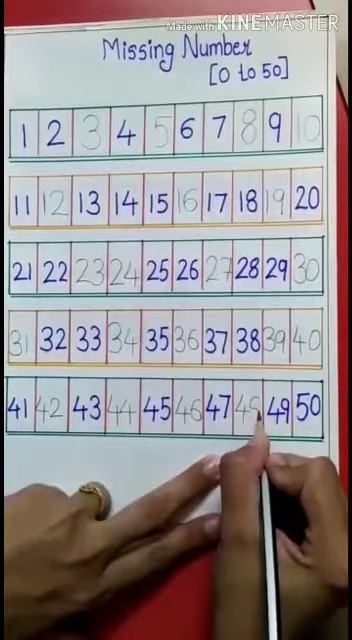 Made with KINEMASTER
Missing Number
[0 to 50]
1 2 3 4 5 6 7 8 9 10
11 12 13 14 15 16 17 18 19 20
21 22 23 24 25 26 27 28 29 30
31 32 33 34 35 36 37 38 39 40
41 42 43 44 45 46 47 48 49 50